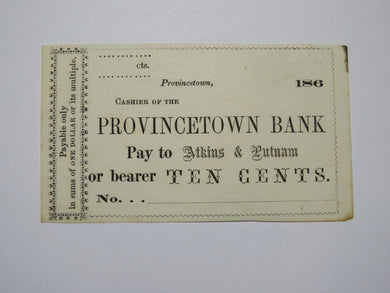 Payable only
in sums of ONE DOLLAR or its multiple.
cts.
Provincetown, 186
CASHIER OF THE
PROVINCETOWN BANK
Pay to Atkins & Putnam
or bearer TEN CENTS.
No. . .